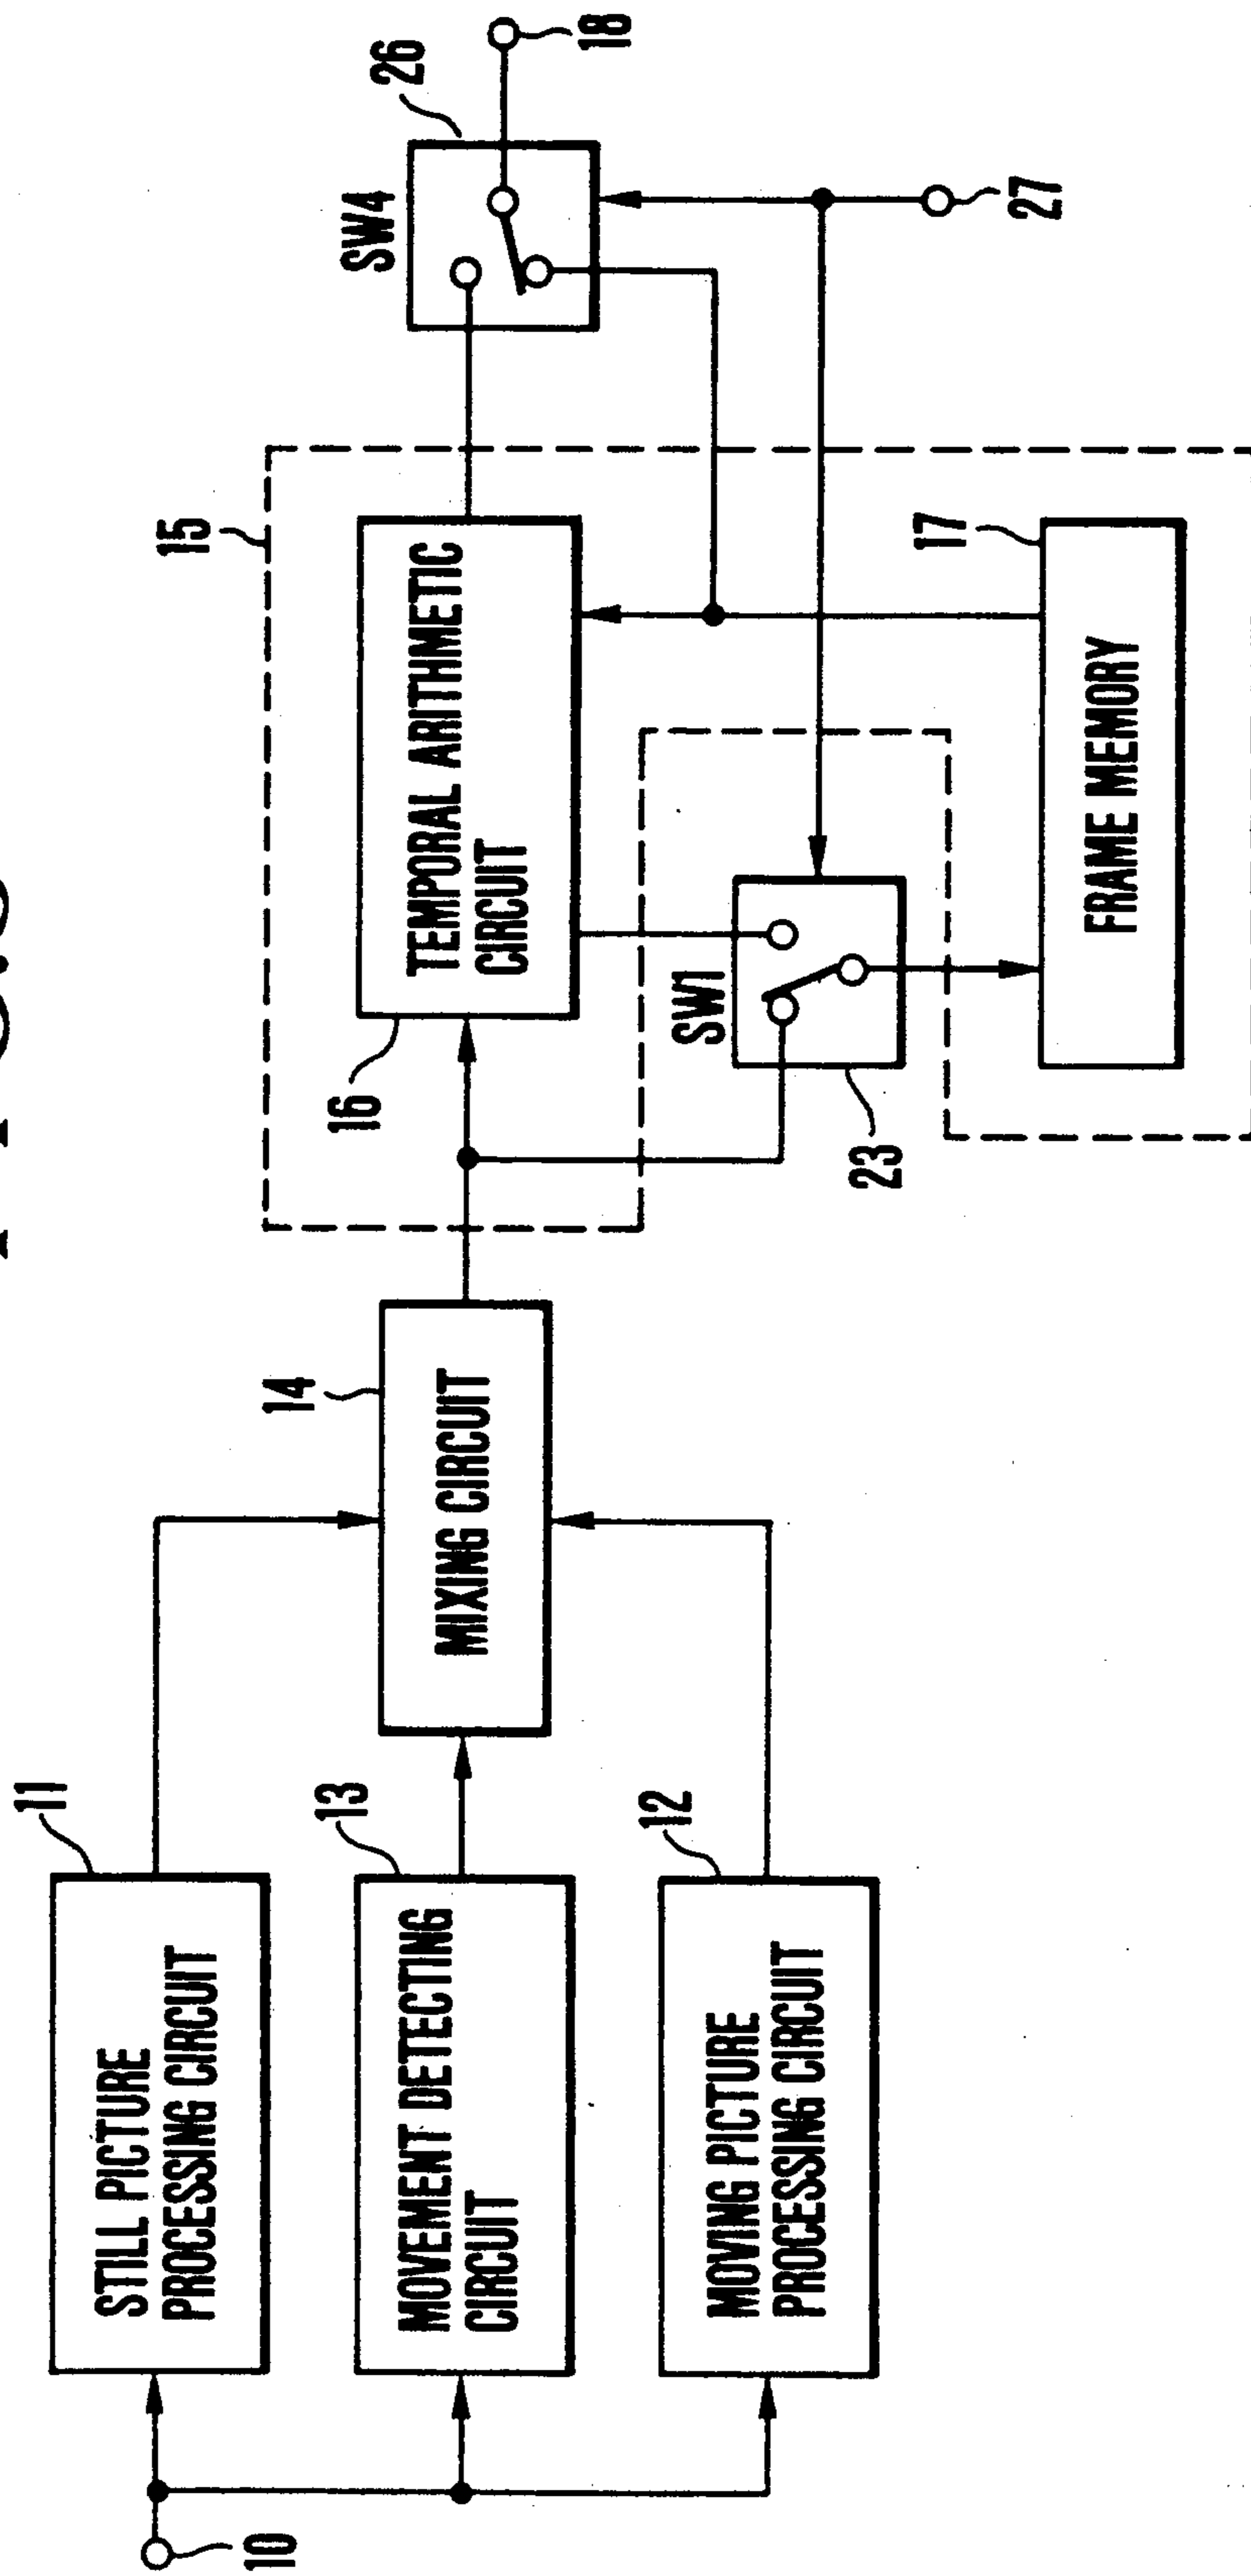 10
11
STILL PICTURE
PROCESSING CIRCUIT
13
MOVEMENT DETECTING
CIRCUIT
12
MOVING PICTURE
PROCESSING CIRCUIT
14
MIXING CIRCUIT
15
16
TEMPORAL ARITHMETIC
CIRCUIT
SW1
23
17
FRAME MEMORY
SW4
26
18
27